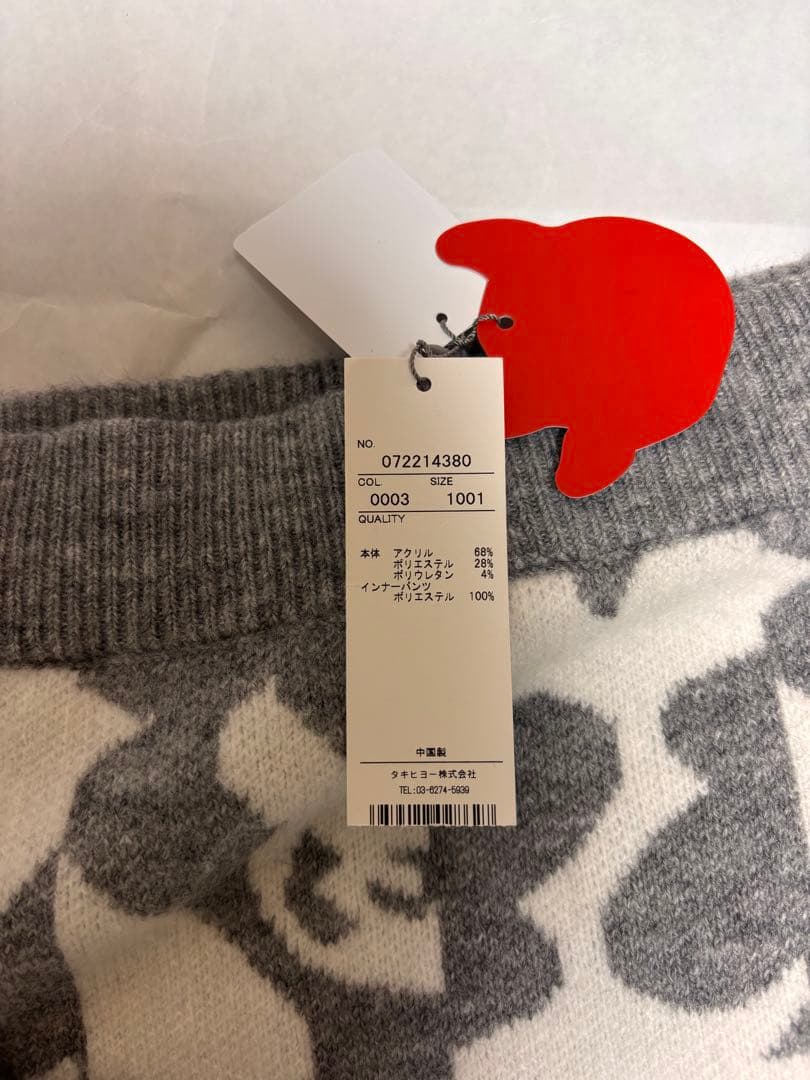 NO.
072214380
COL. SIZE
0003 1001
QUALITY
本体 アクリル 68%
ポリエステル 28%
ポリウレタン 4%
インナーパンツ
ポリエステル 100%
中国製
タキヒヨー株式会社
TEL:03-6274-5939